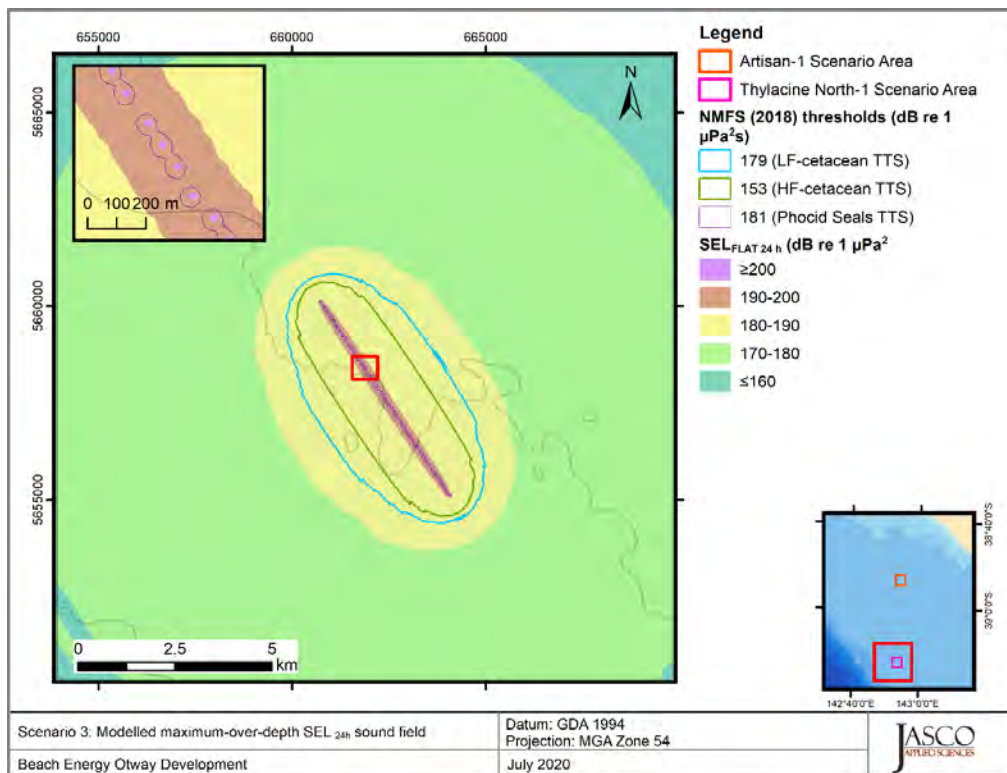 655000
660000
665000
5665000
5660000
5655000
N
0 100 200 m
0 2.5 5
km
Legend
Artisan-1 Scenario Area
Thylacine North-1 Scenario Area
NMFS (2018) thresholds (dB re 1
µPa²s)
179 (LF-cetacean TTS)
153 (HF-cetacean TTS)
181 (Phocid Seals TTS)
SEL FLAT 24 h (dB re 1 µPa²
≥200
190-200
180-190
170-180
≤160
38°40'0"S
39°0'0"S
142°40'0"E
143°0'0"E
Scenario 3: Modelled maximum-over-depth SEL 24h sound field
Datum: GDA 1994
Projection: MGA Zone 54
Beach Energy Otway Development
July 2020
JASCO
APPLIED SCIENCES